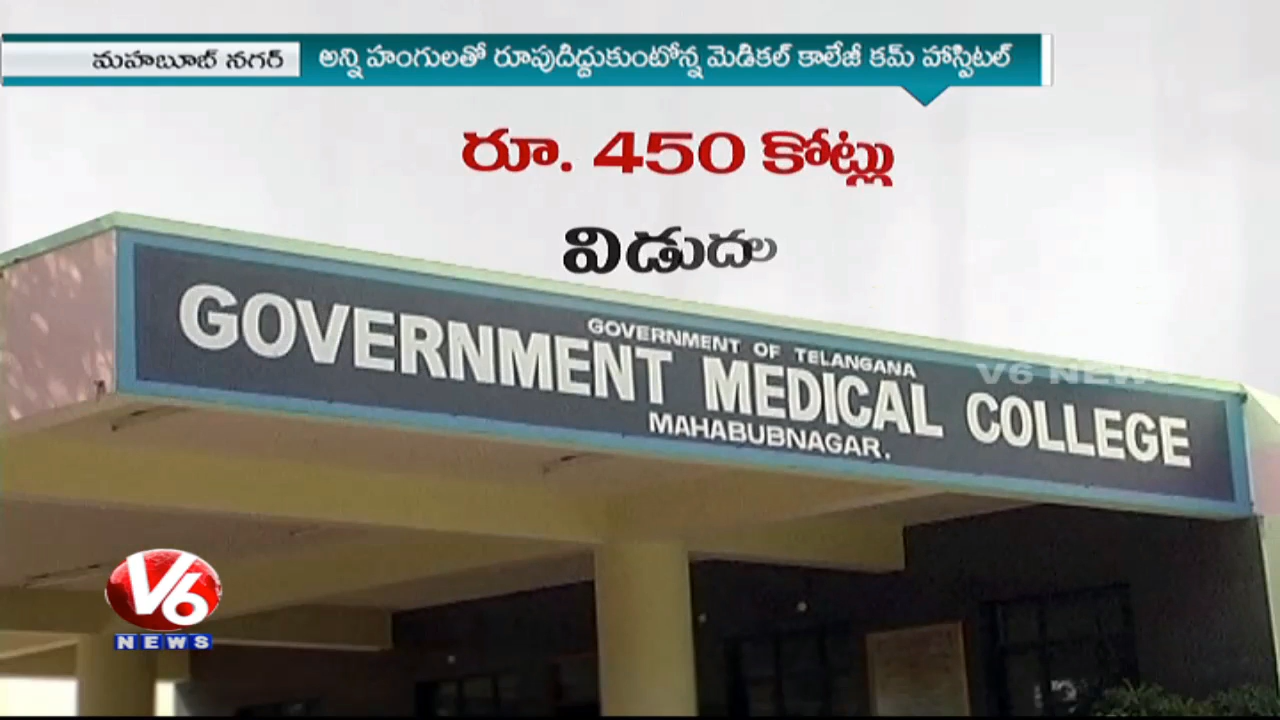 మహబూబ్ నగర్
అన్ని హంగులతో రూపుదిద్దుకుంటోన్న మెడికల్ కాలేజీ కమ్ హాస్పిటల్
రూ. 450 కోట్లు
విడుదల
GOVERNMENT OF TELANGANA
GOVERNMENT MEDICAL COLLEGE
MAHABUBNAGAR.
V6 NEWS
V6
NEWS